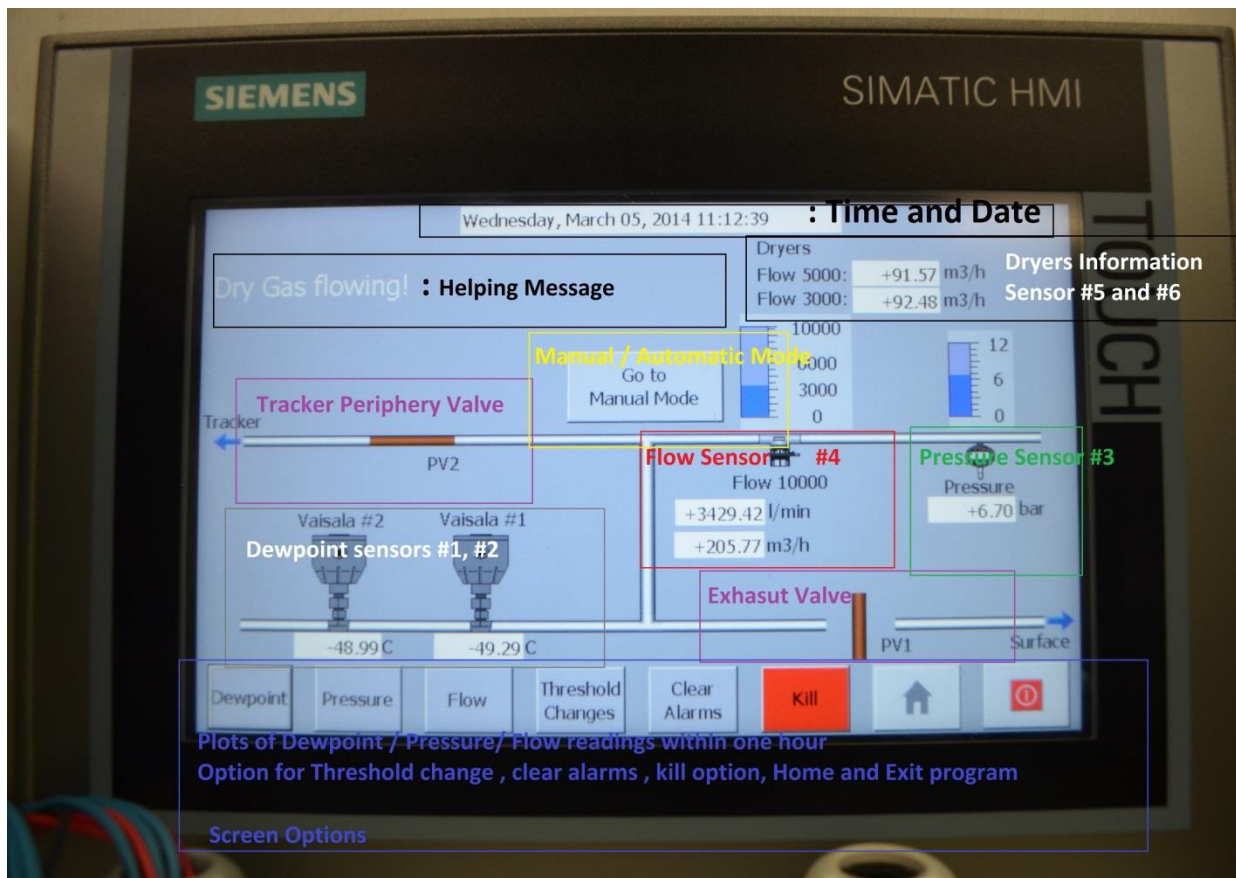 SIEMENS
SIMATIC HMI
TOUCH
Wednesday, March 05, 2014 11:12:39
: Time and Date
Dryers
Flow 5000: +91.57 m3/h
Flow 3000: +92.48 m3/h
Dryers Information
Sensor #5 and #6
Dry Gas flowing!
: Helping Message
Manual / Automatic Mode
Go to
Manual Mode
10000
6000
3000
0
12
6
0
Tracker Periphery Valve
Tracker
PV2
Flow Sensor #4
Flow 10000
+3429.42 l/min
+205.77 m3/h
Pressure Sensor #3
Pressure
+6.70 bar
Vaisala #2
Vaisala #1
Dewpoint sensors #1, #2
-48.99 C
-49.29 C
Exhasut Valve
PV1
Surface
Dewpoint
Pressure
Flow
Threshold
Changes
Clear
Alarms
Kill
Plots of Dewpoint / Pressure/ Flow readings within one hour
Option for Threshold change , clear alarms , kill option, Home and Exit program
Screen Options